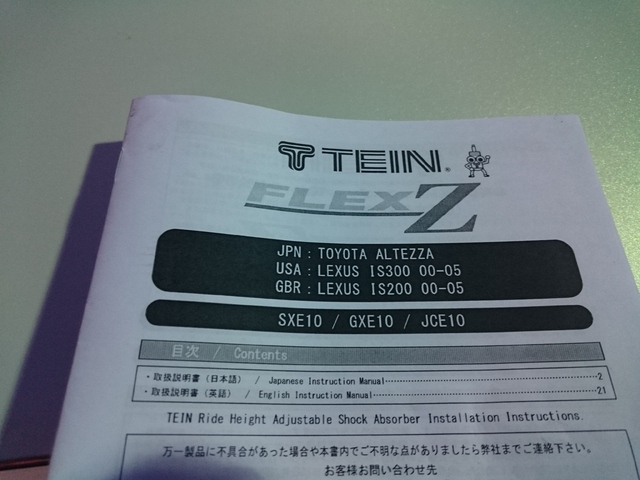 TEIN®
FLEX Z
JPN : TOYOTA ALTEZZA
USA : LEXUS IS300 00-05
GBR : LEXUS IS200 00-05
SXE10 / GXE10 / JCE10
目次 / Contents
・取扱説明書（日本語） / Japanese Instruction Manual……………………………2
・取扱説明書（英語） / English Instruction Manual……………………………21
TEIN Ride Height Adjustable Shock Absorber Installation Instructions.
万一製品に不具合があった場合や本書内でご不明な点がありましたら弊社までご連絡下さい。
お客様お問い合わせ先